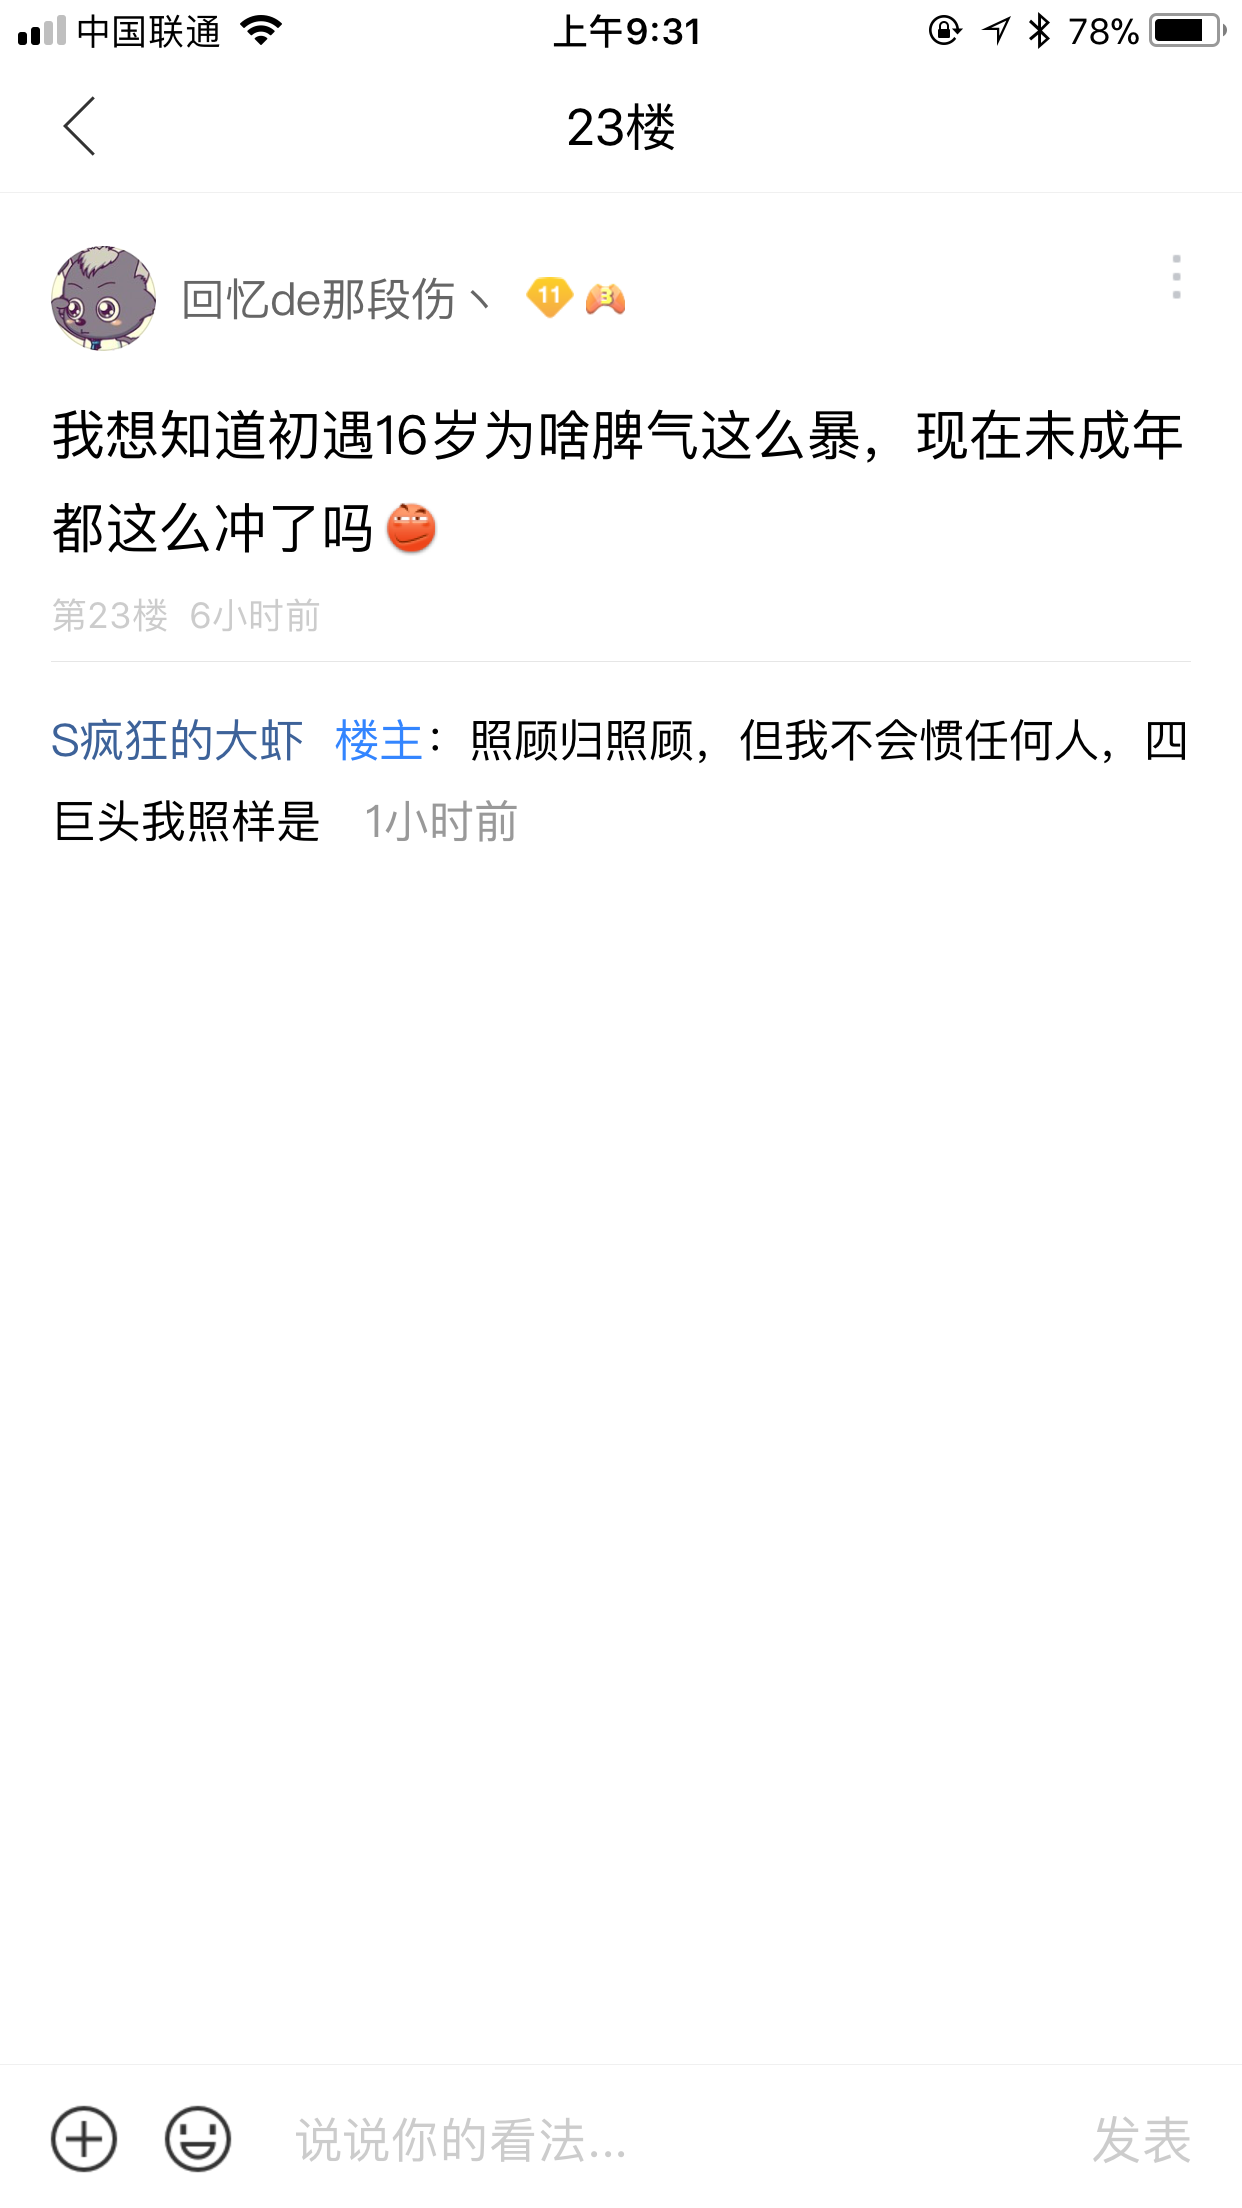 中国联通 上午9:31 78%
23楼
回忆de那段伤丶 11 3
我想知道初遇16岁为啥脾气这么暴，现在未成年
都这么冲了吗
第23楼 6小时前
S疯狂的大虾 楼主：照顾归照顾，但我不会惯任何人，四
巨头我照样是 1小时前
说说你的看法... 发表